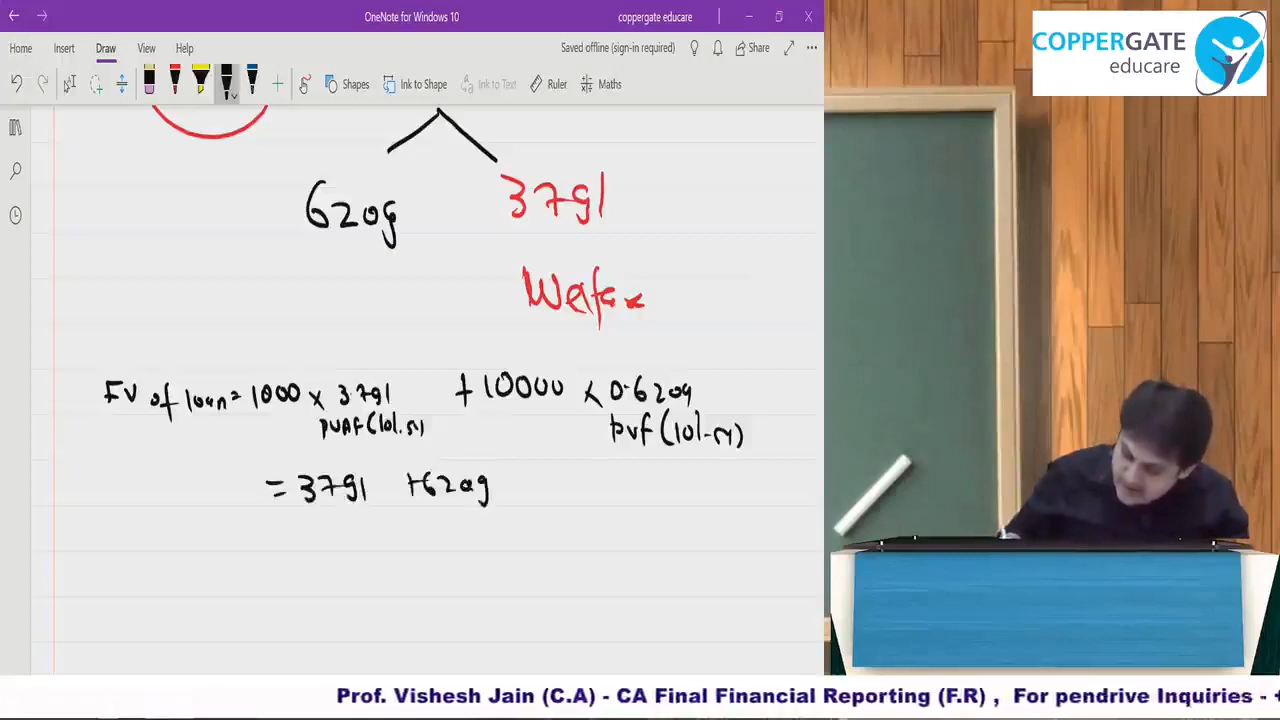 OneNote for Windows 10
coppergate educare
Home Insert Draw View Help
Saved offline (sign-in required)
Share
Shapes
Ink to Shape
Ink to Text
Ruler
Maths
COPPERGATE
educare
6209
3791
FV of loan = 1000 × 3.791 + 10000 × 0.6209
PVAF (10%-5Y) PVF (10%-5Y)
= 3791 + 6209
Prof. Vishesh Jain (C.A) - CA Final Financial Reporting (F.R) , For pendrive Inquiries -